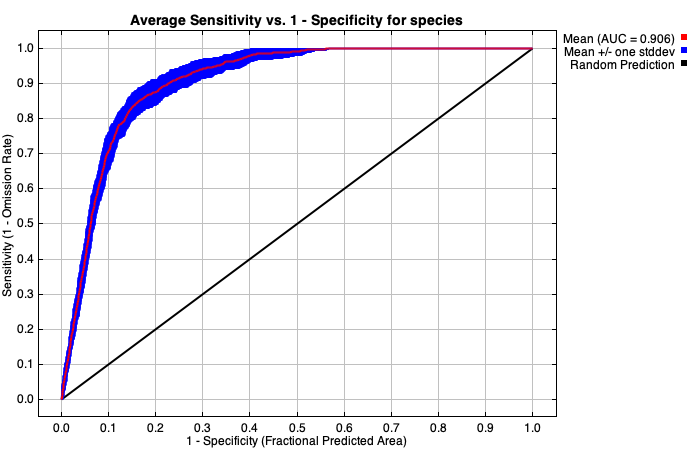 Average Sensitivity vs. 1 - Specificity for species
Mean (AUC = 0.906)
Mean +/- one stddev
Random Prediction
Sensitivity (1 - Omission Rate)
1.0
0.9
0.8
0.7
0.6
0.5
0.4
0.3
0.2
0.1
0.0
0.0 0.1 0.2 0.3 0.4 0.5 0.6 0.7 0.8 0.9 1.0
1 - Specificity (Fractional Predicted Area)